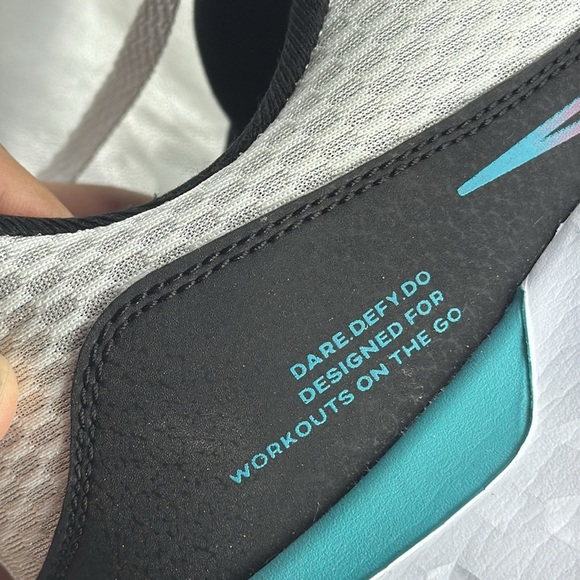 DARE.DEFY.DO
DESIGNED FOR
WORKOUTS ON THE GO